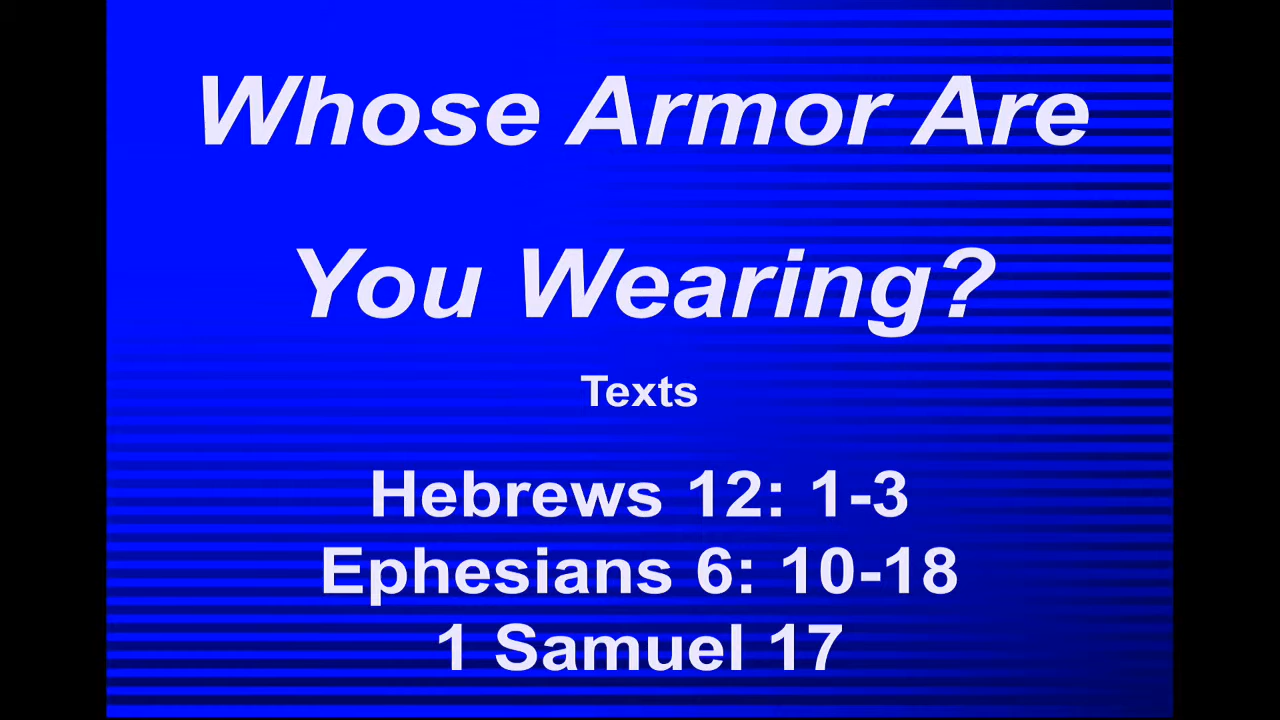 Whose Armor Are
You Wearing?
Texts
Hebrews 12: 1-3
Ephesians 6: 10-18
1 Samuel 17